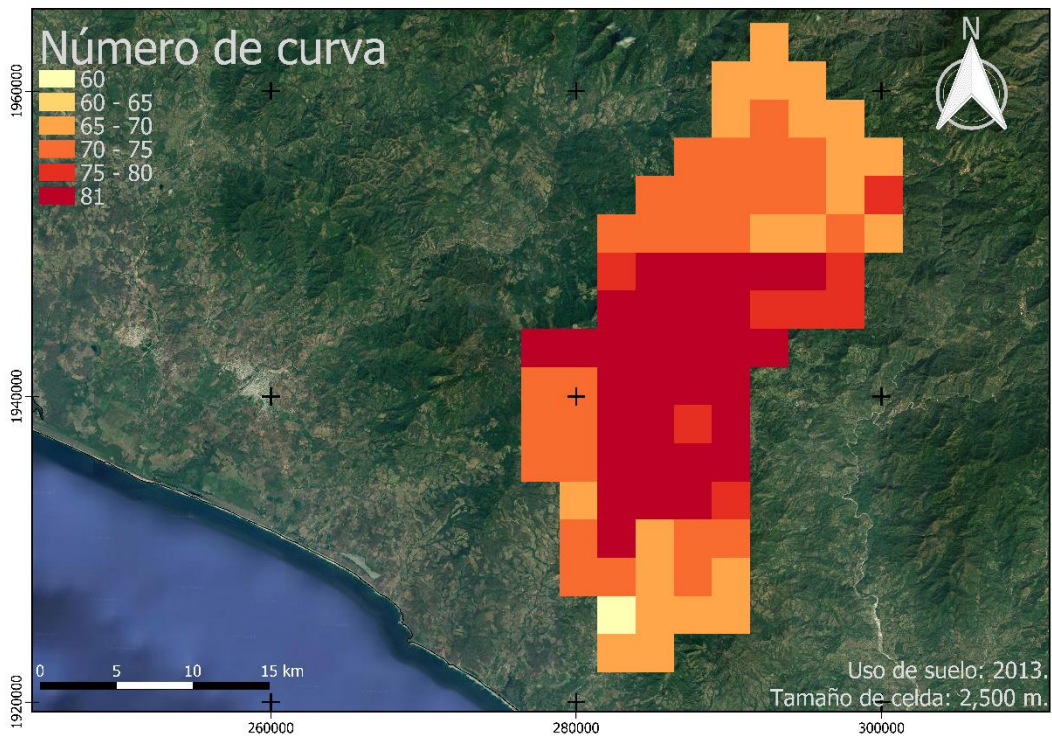 Número de curva
60
60 - 65
65 - 70
70 - 75
75 - 80
81
N
1960000
1940000
1920000
0 5 10 15 km
Uso de suelo: 2013.
Tamaño de celda: 2,500 m.
260000 280000 300000